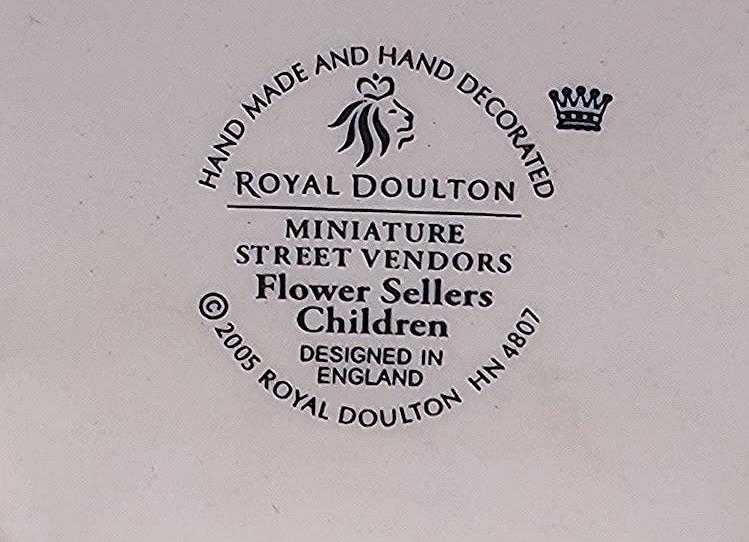 HAND MADE AND HAND DECORATED
ROYAL DOULTON
MINIATURE
STREET VENDORS
Flower Sellers
Children
DESIGNED IN
ENGLAND
© 2005 ROYAL DOULTON HN 4807